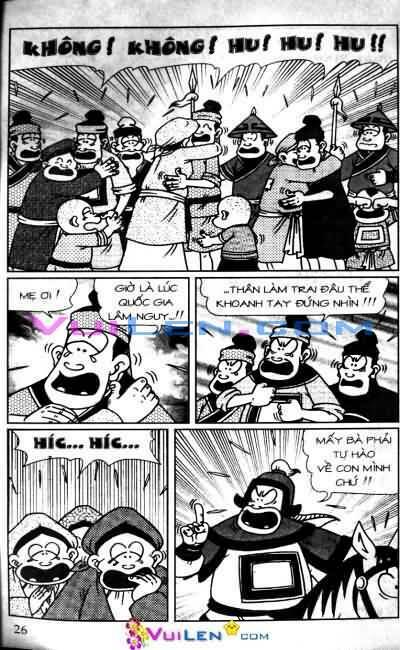 KHÔNG! KHÔNG! HU! HU! HU!!
MẸ ƠI!
GIỜ LÀ LÚC
QUỐC GIA
LÂM NGUY..!!
..THÂN LÀM TRAI ĐÂU THỂ
KHOANH TAY ĐỨNG NHÌN!!!
VuiLen.com
HÍC... HÍC...
MẤY BÀ PHẢI
TỰ HÀO
VỀ CON MÌNH
CHỨ!!
26
VuiLen.com